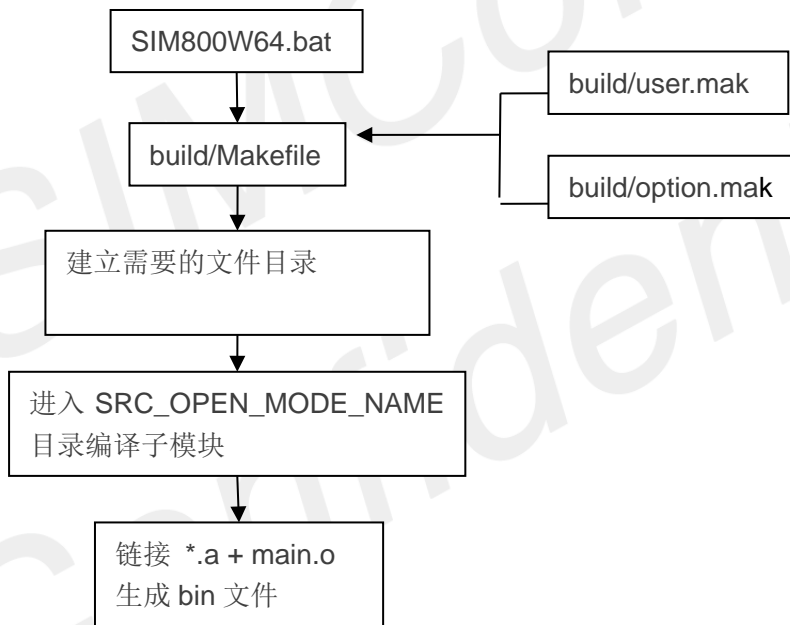 SIM800W64.bat
build/user.mak
build/Makefile
build/option.mak
建立需要的文件目录
进入 SRC_OPEN_MODE_NAME
目录编译子模块
链接 *.a + main.o
生成 bin 文件